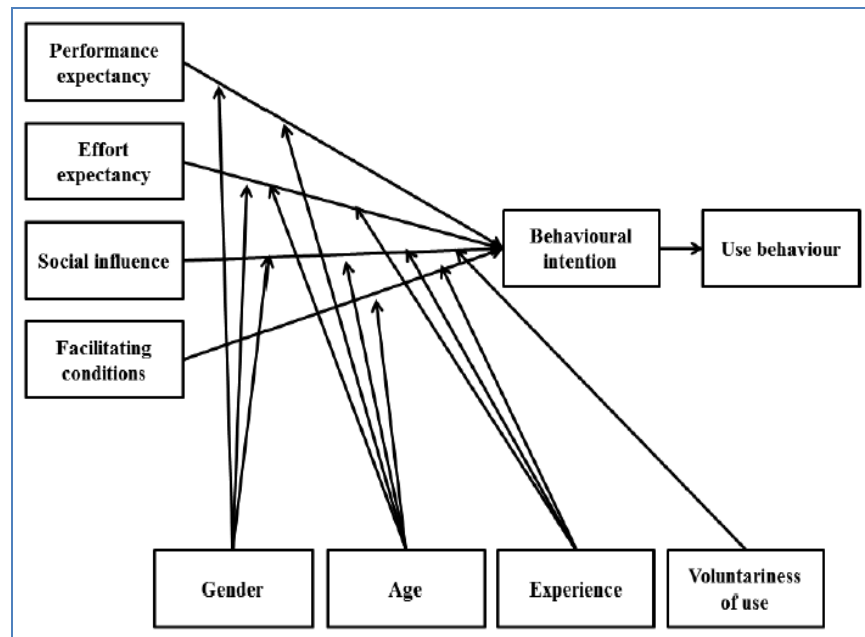 Performance
expectancy
Effort
expectancy
Social influence
Facilitating
conditions
Behavioural
intention
Use behaviour
Gender
Age
Experience
Voluntariness
of use